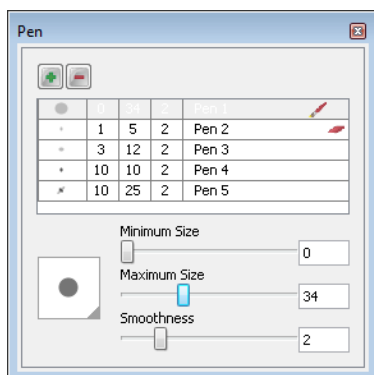 Pen
0 34 2 Pen 1
1 5 2 Pen 2
3 12 2 Pen 3
10 10 2 Pen 4
10 25 2 Pen 5
Minimum Size
0
Maximum Size
34
Smoothness
2